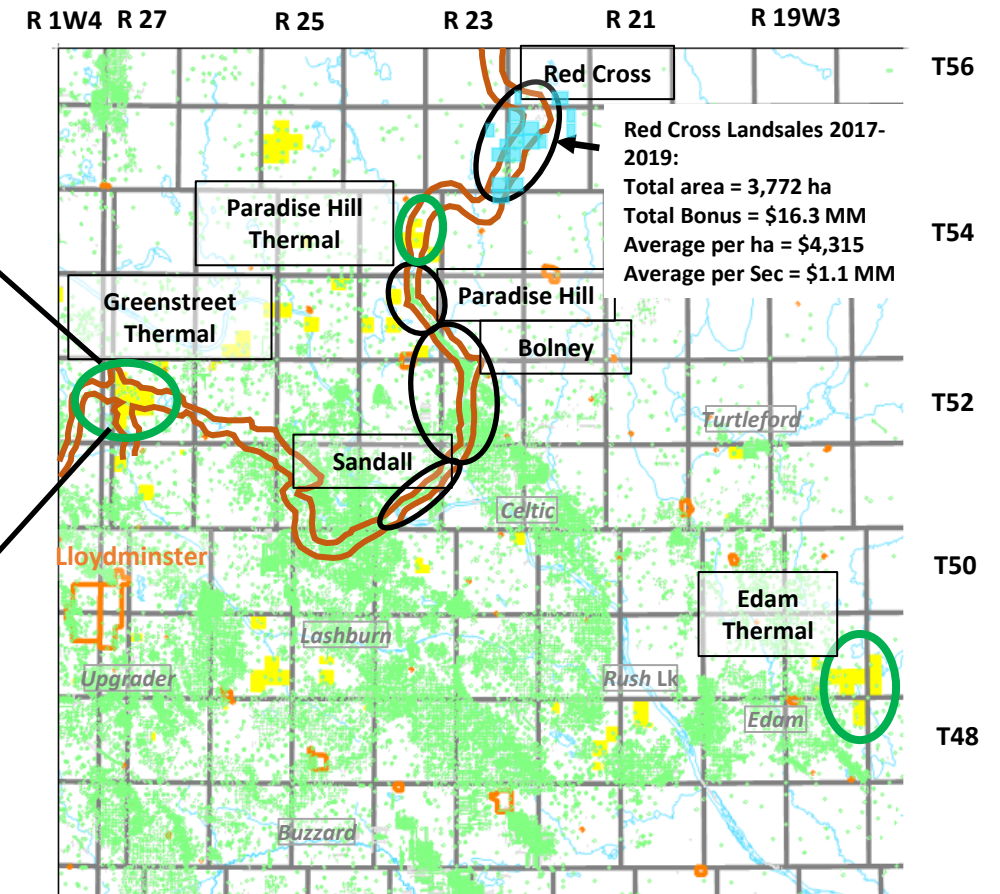 R 1W4 R 27 R 25 R 23 R 21 R 19W3
T56
Red Cross
Red Cross Landsales 2017-
2019:
Total area = 3,772 ha
Total Bonus = $16.3 MM
Average per ha = $4,315
Average per Sec = $1.1 MM
Paradise Hill
Thermal
T54
Greenstreet
Thermal
Paradise Hill
Bolney
T52
Turtleford
Sandall
Celtic
Lloydminster
T50
Edam
Thermal
Lashburn
Upgrader
Rush Lk
Edam
T48
Buzzard